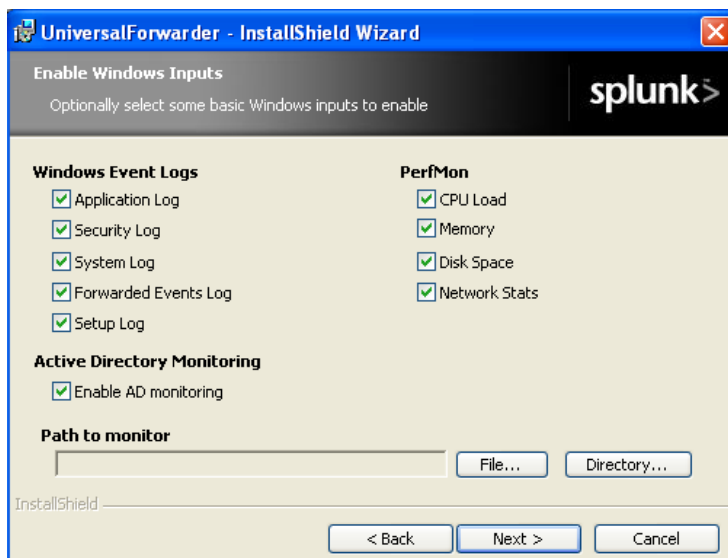 UniversalForwarder - InstallShield Wizard
Enable Windows Inputs
Optionally select some basic Windows inputs to enable
splunk>
Windows Event Logs
Application Log
Security Log
System Log
Forwarded Events Log
Setup Log
PerfMon
CPU Load
Memory
Disk Space
Network Stats
Active Directory Monitoring
Enable AD monitoring
Path to monitor
File...
Directory...
InstallShield
< Back
Next >
Cancel